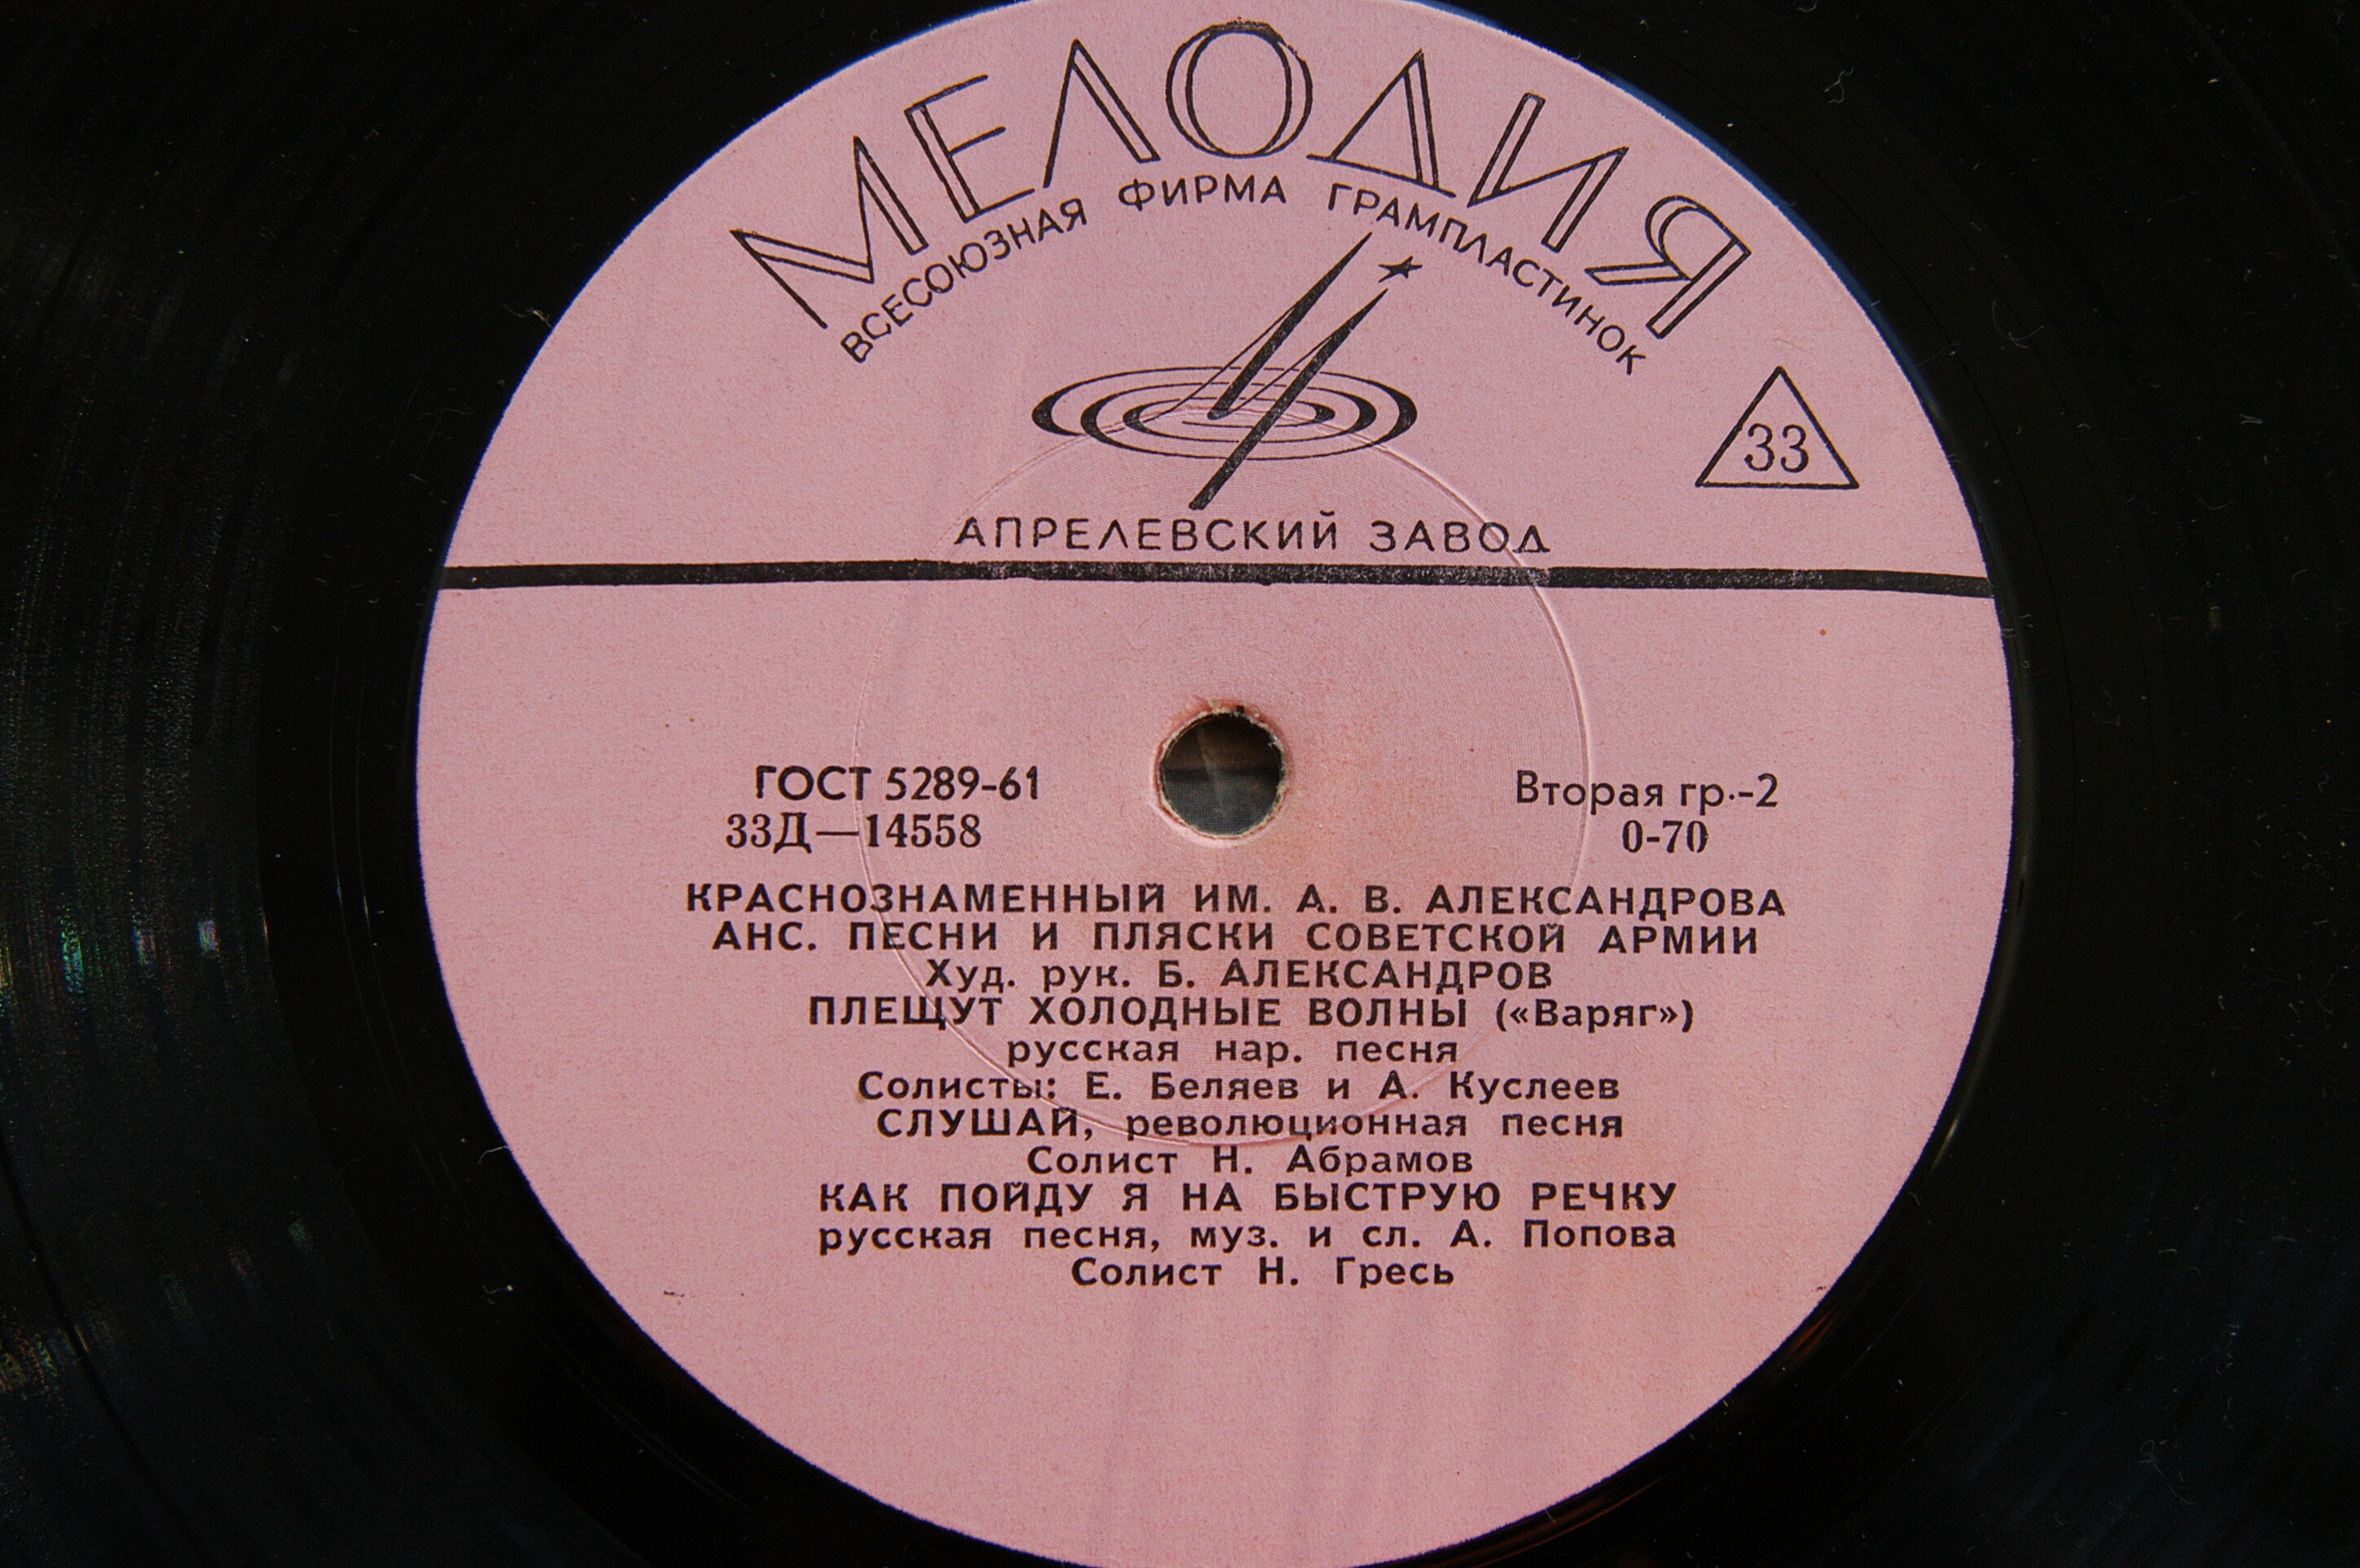 МЕЛОДИЯ
ВСЕСОЮЗНАЯ ФИРМА ГРАМПЛАСТИНОК
33
АПРЕЛЕВСКИЙ ЗАВОД
ГОСТ 5289-61
Вторая гр.-2
33Д—14558
0-70
КРАСНОЗНАМЕННЫЙ ИМ. А. В. АЛЕКСАНДРОВА
АНС. ПЕСНИ И ПЛЯСКИ СОВЕТСКОЙ АРМИИ
Худ. рук. Б. АЛЕКСАНДРОВ
ПЛЕЩУТ ХОЛОДНЫЕ ВОЛНЫ («Варяг»)
русская нар. песня
Солисты: Е. Беляев и А. Куслеев
СЛУШАЙ, революционная песня
Солист Н. Абрамов
КАК ПОЙДУ Я НА БЫСТРУЮ РЕЧКУ
русская песня, муз. и сл. А. Попова
Солист Н. Гресь